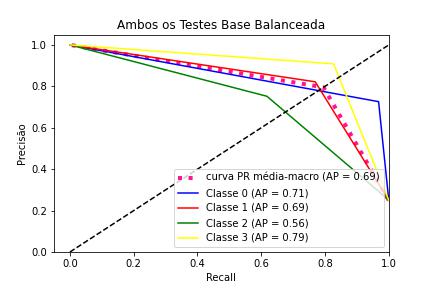 Ambos os Testes Base Balanceada
1.0
0.8
0.6
0.4
0.2
0.0
Precisão
curva PR média-macro (AP = 0.69)
Classe 0 (AP = 0.71)
Classe 1 (AP = 0.69)
Classe 2 (AP = 0.56)
Classe 3 (AP = 0.79)
0.0 0.2 0.4 0.6 0.8 1.0
Recall